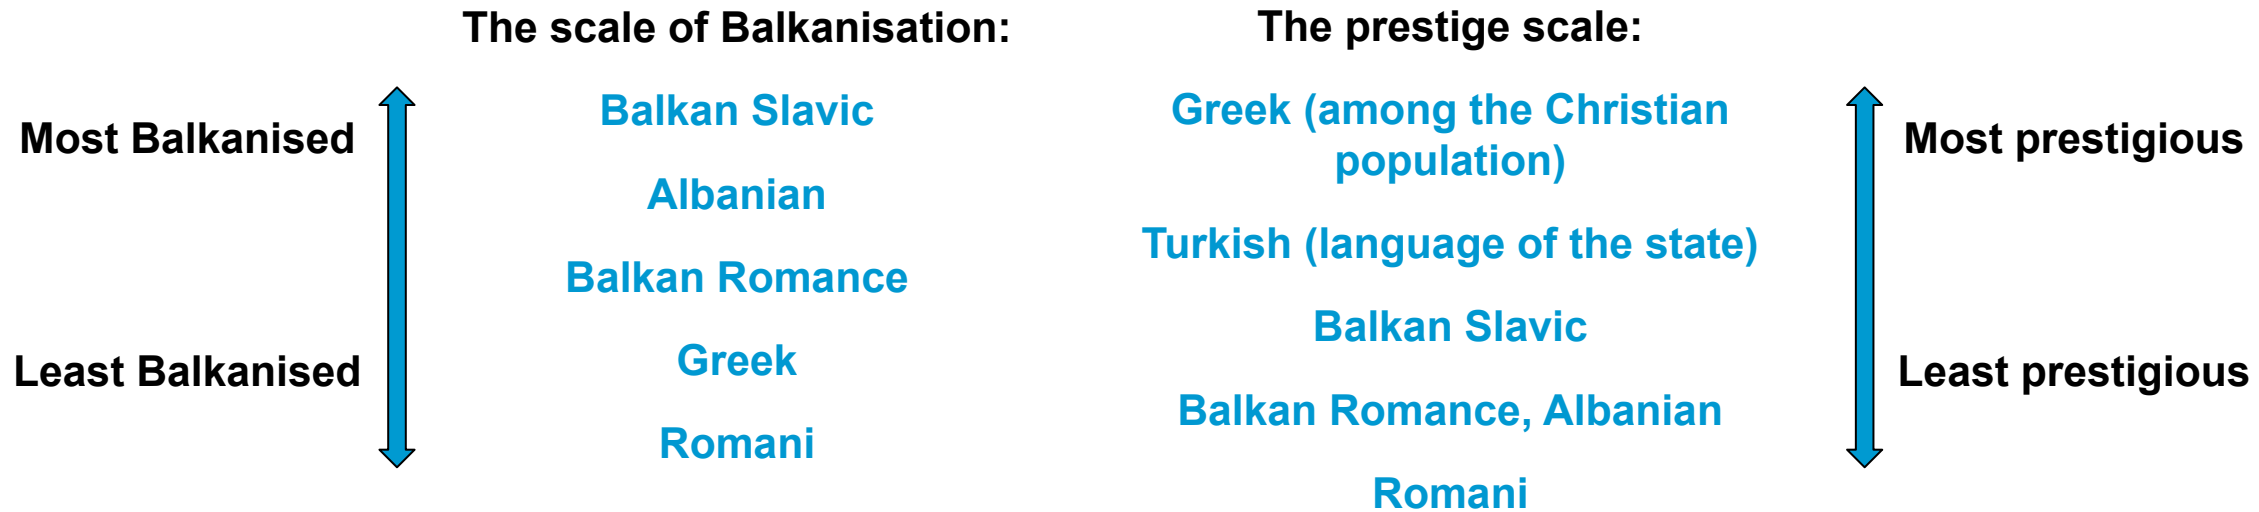 The scale of Balkanisation:
Most Balkanised
Least Balkanised
Balkan Slavic
Albanian
Balkan Romance
Greek
Romani
The prestige scale:
Greek (among the Christian
population)
Turkish (language of the state)
Balkan Slavic
Balkan Romance, Albanian
Romani
Most prestigious
Least prestigious